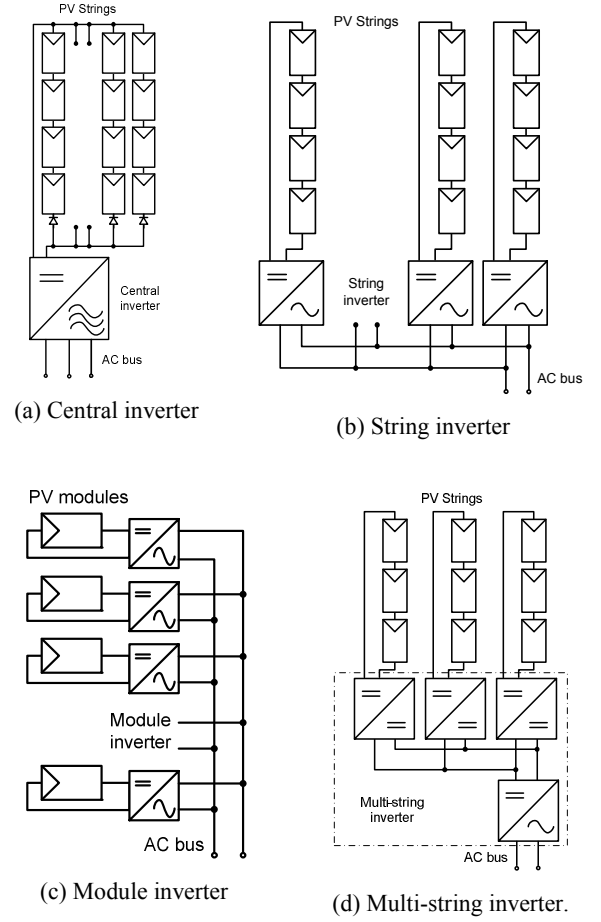 PV Strings
Central
inverter
AC bus
(a) Central inverter
PV Strings
String
inverter
AC bus
(b) String inverter
PV modules
Module
inverter
AC bus
(c) Module inverter
PV Strings
Multi-string
inverter
AC bus
(d) Multi-string inverter.